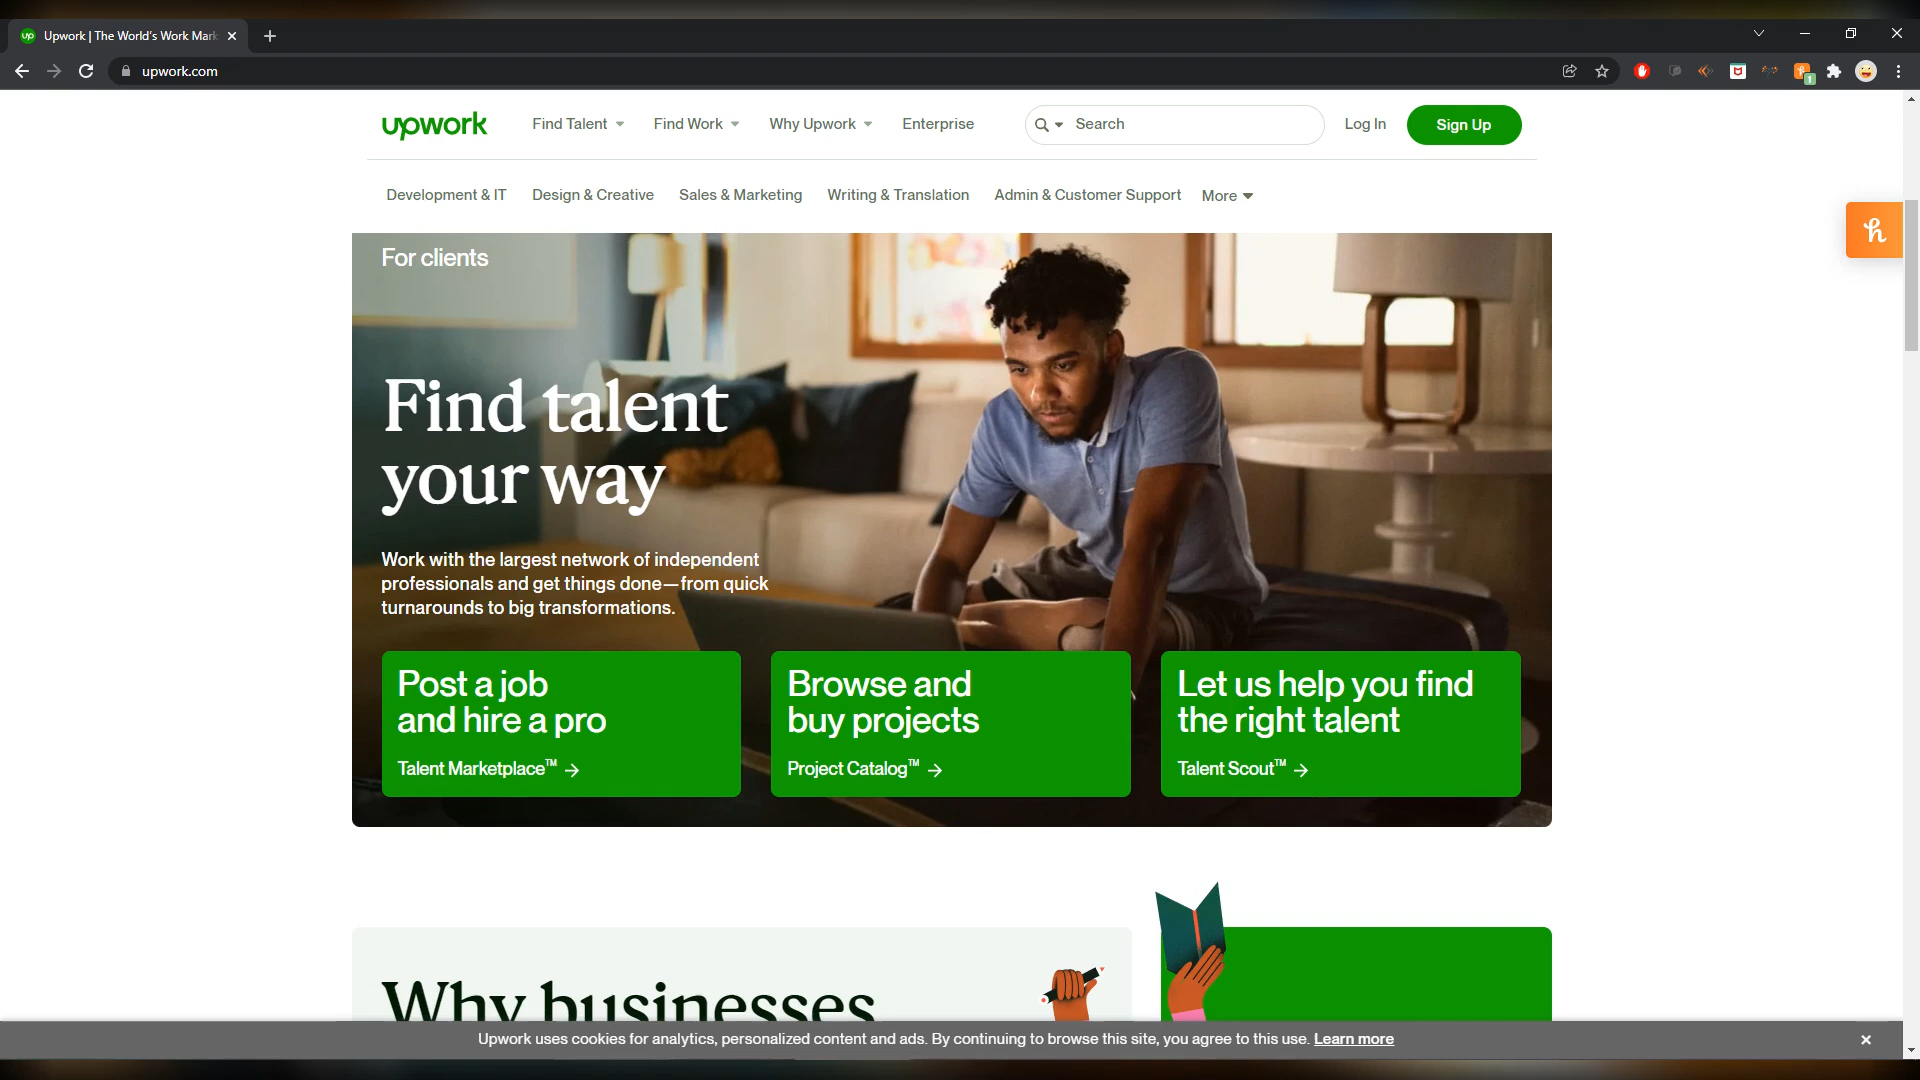 Upwork | The World's Work Mark
upwork.com
1
upwork
Find Talent
Find Work
Why Upwork
Enterprise
Search
Log In
Sign Up
Development & IT
Design & Creative
Sales & Marketing
Writing & Translation
Admin & Customer Support
More
For clients
Find talent
your way
Work with the largest network of independent
professionals and get things done—from quick
turnarounds to big transformations.
Post a job
and hire a pro
Talent Marketplace™ →
Browse and
buy projects
Project Catalog™ →
Let us help you find
the right talent
Talent Scout™ →
Why businesses
Upwork uses cookies for analytics, personalized content and ads. By continuing to browse this site, you agree to this use. Learn more